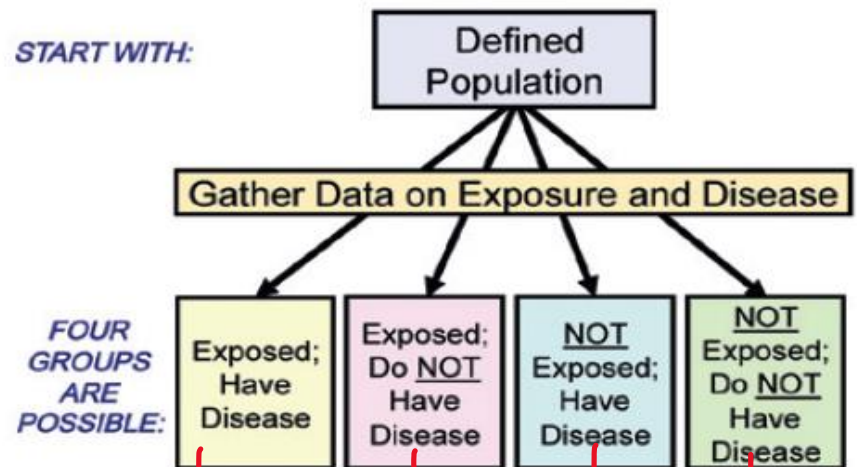 START WITH:
Defined
Population
Gather Data on Exposure and Disease
FOUR
GROUPS
ARE
POSSIBLE:
Exposed;
Have
Disease
Exposed;
Do NOT
Have
Disease
NOT
Exposed;
Have
Disease
NOT
Exposed;
Do NOT
Have
Disease